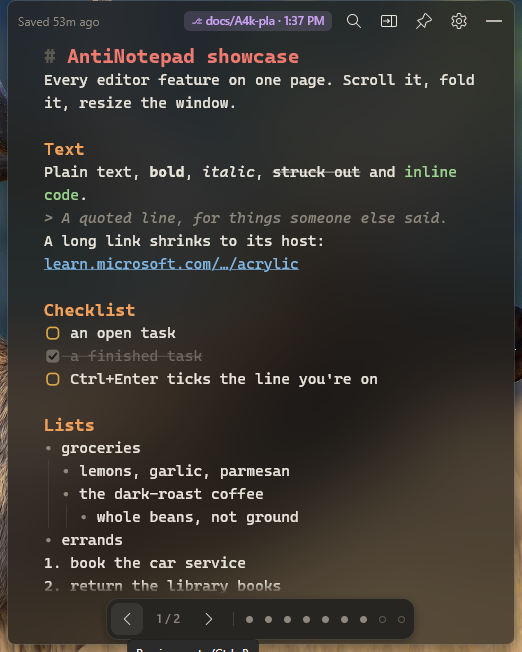 Saved 53m ago
docs/A4k-pla · 1:37 PM
# AntiNotepad showcase
Every editor feature on one page. Scroll it, fold
it, resize the window.
Text
Plain text, bold, italic, struck out and inline
code.
> A quoted line, for things someone else said.
A long link shrinks to its host:
learn.microsoft.com/…/acrylic
Checklist
an open task
a finished task
Ctrl+Enter ticks the line you're on
Lists
• groceries
• lemons, garlic, parmesan
• the dark-roast coffee
• whole beans, not ground
• errands
1. book the car service
2. return the library books
1 / 2